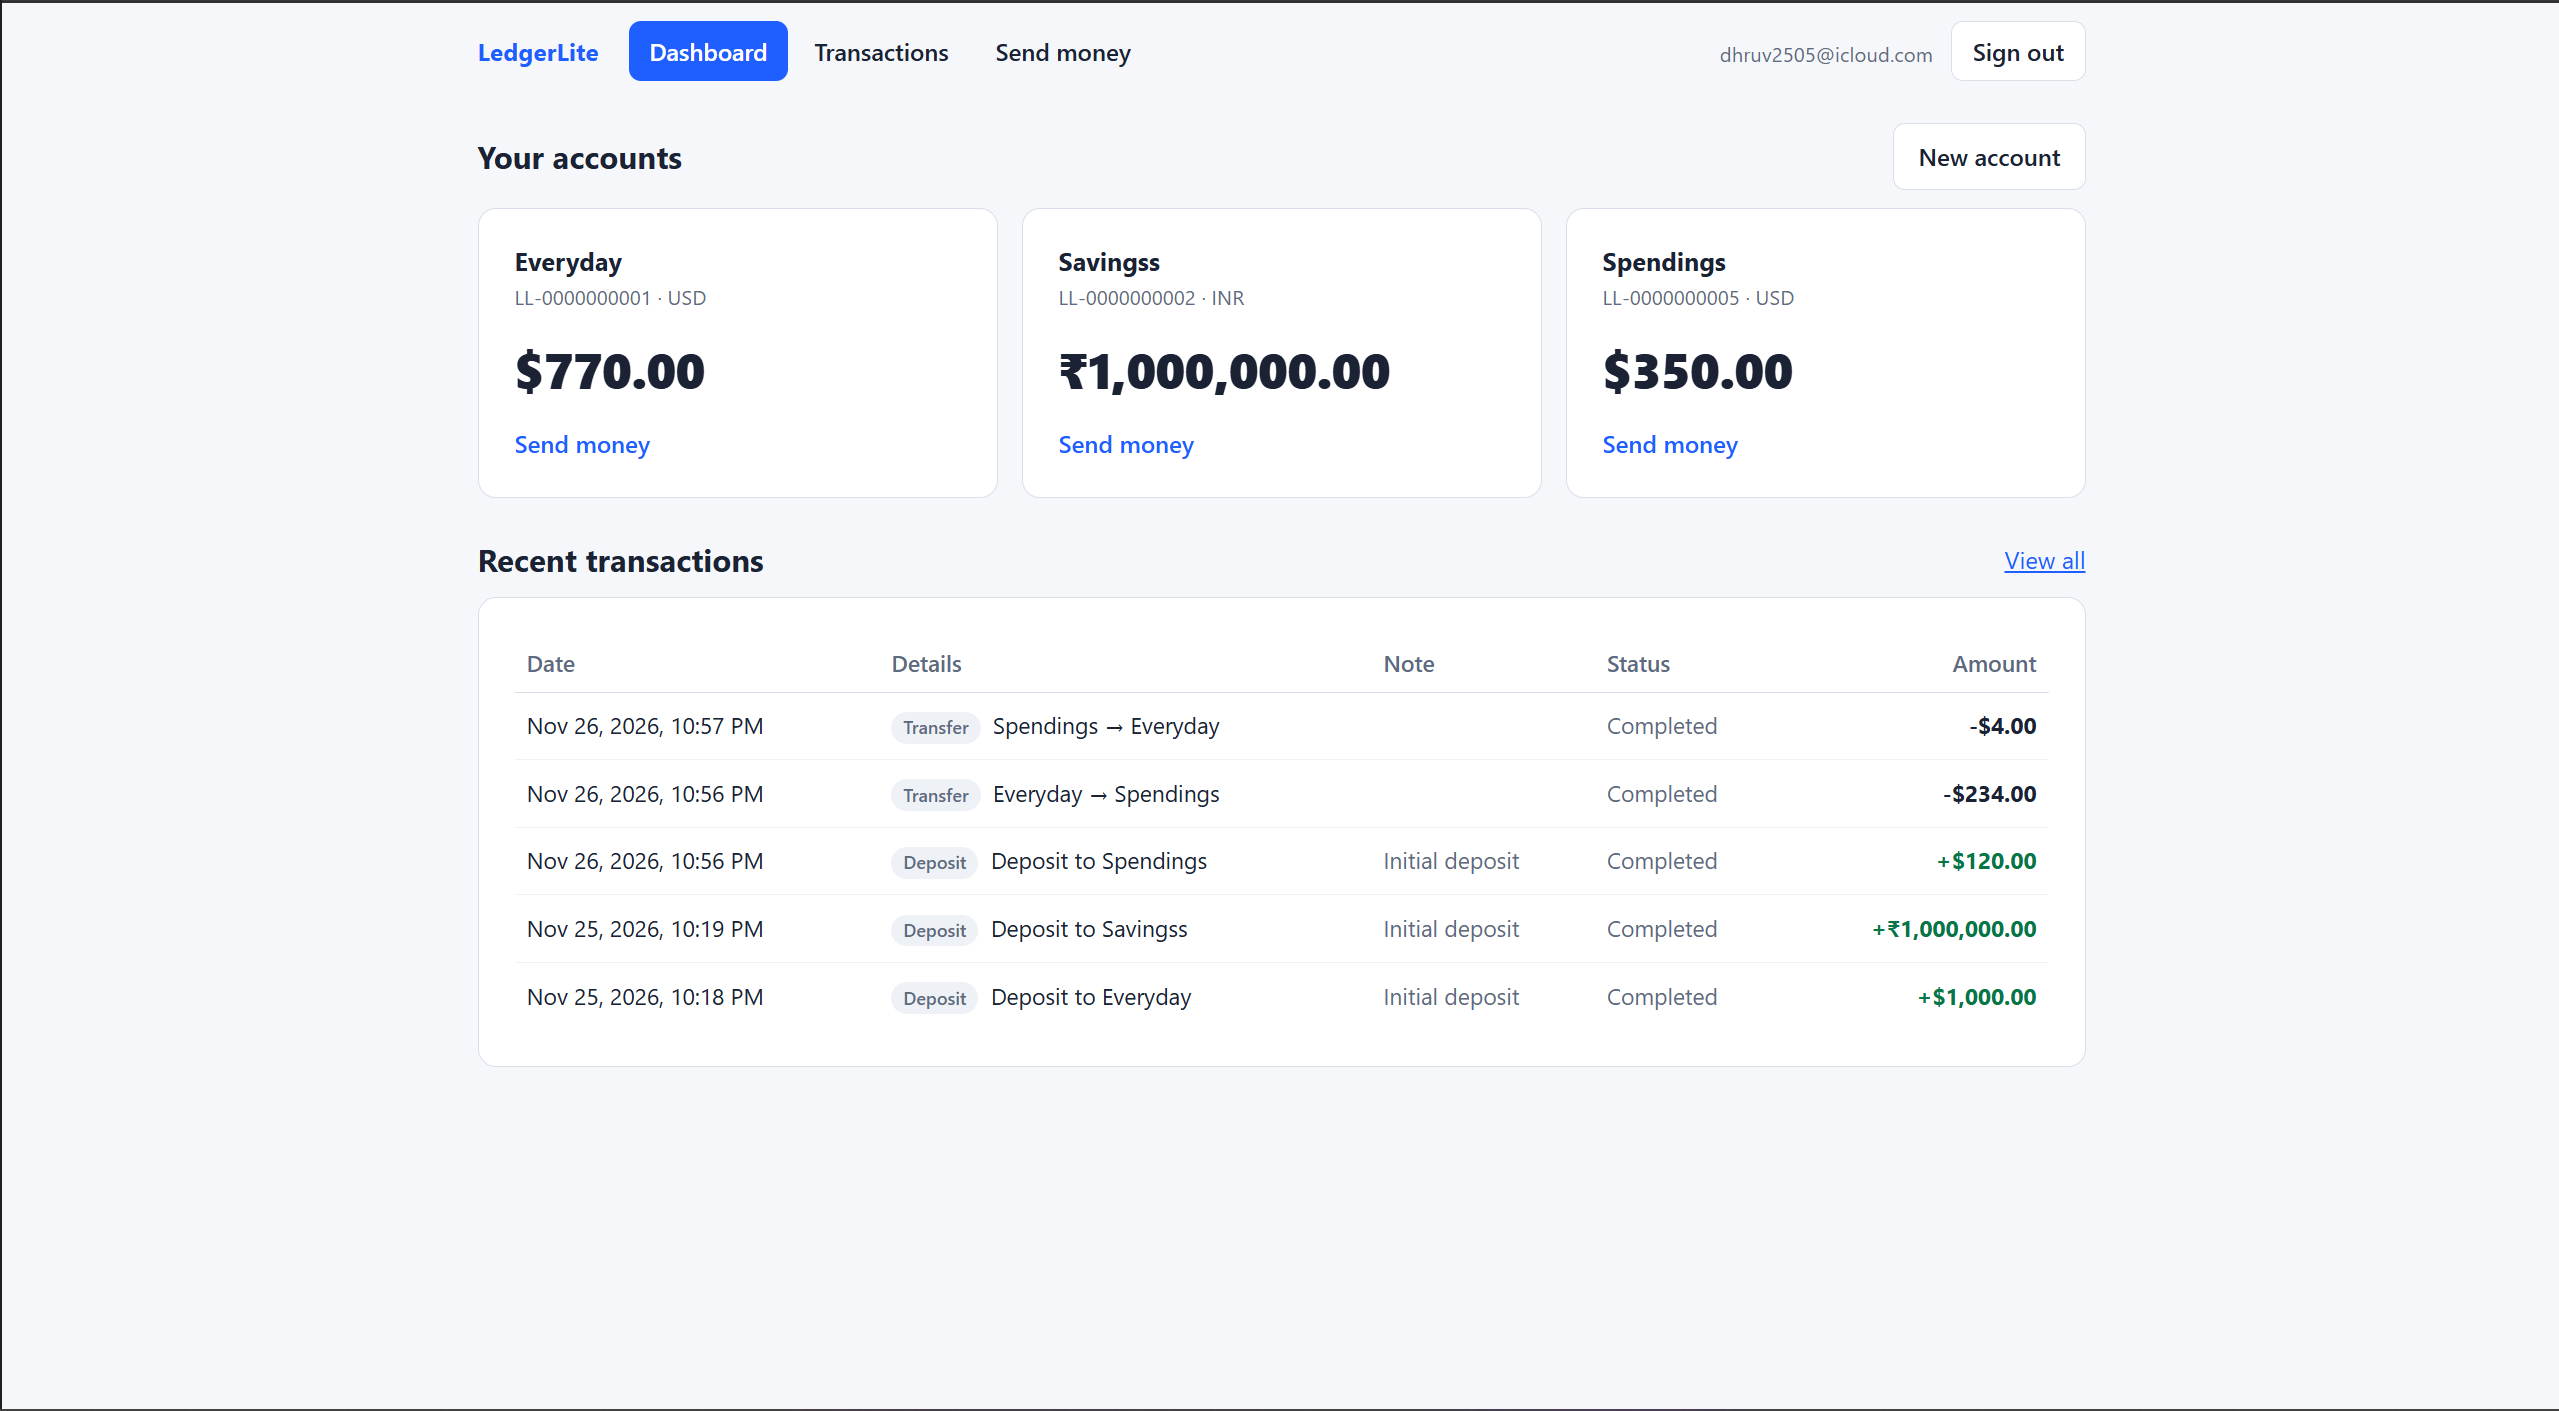 LedgerLite Dashboard Transactions Send money dhruv2505@icloud.com Sign out
Your accounts New account
Everyday
LL-0000000001 · USD
$770.00
Send money
Savingss
LL-0000000002 · INR
₹1,000,000.00
Send money
Spendings
LL-0000000005 · USD
$350.00
Send money
Recent transactions View all
Date Details Note Status Amount
Nov 26, 2026, 10:57 PM Transfer Spendings → Everyday Completed -$4.00
Nov 26, 2026, 10:56 PM Transfer Everyday → Spendings Completed -$234.00
Nov 26, 2026, 10:56 PM Deposit Deposit to Spendings Initial deposit Completed +$120.00
Nov 25, 2026, 10:19 PM Deposit Deposit to Savingss Initial deposit Completed +₹1,000,000.00
Nov 25, 2026, 10:18 PM Deposit Deposit to Everyday Initial deposit Completed +$1,000.00